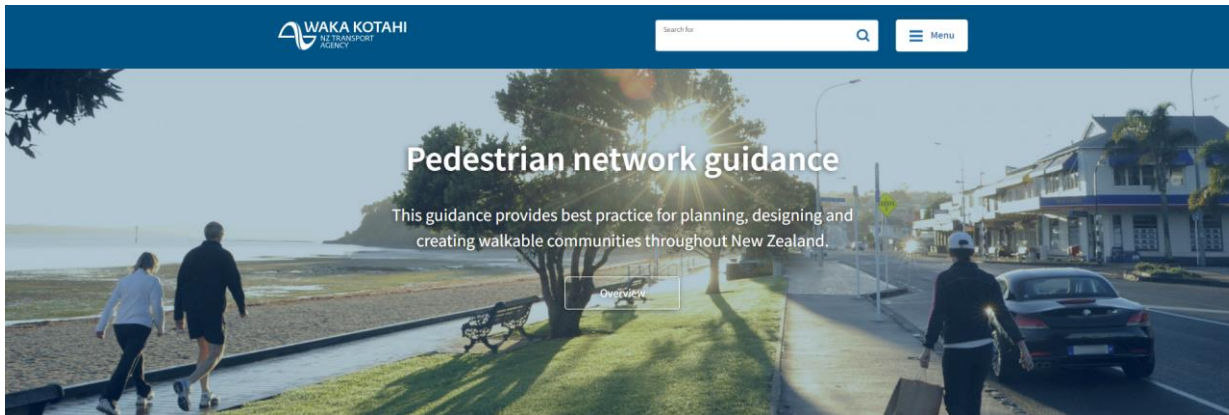 WAKA KOTAHI
NZ TRANSPORT
AGENCY
Search for
Menu
Pedestrian network guidance
This guidance provides best practice for planning, designing and
creating walkable communities throughout New Zealand.
Overview